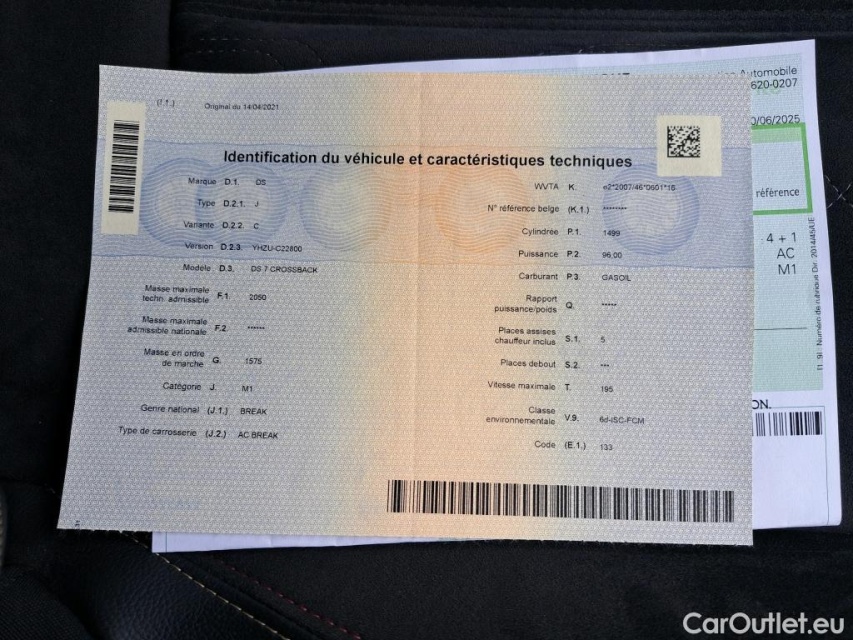 (I.1.) Original du 14/04/2021
Identification du véhicule et caractéristiques techniques
Marque D.1. DS
Type D.2.1. J
Variante D.2.2. C
Version D.2.3. YHZU-C22800
Modèle D.3. DS 7 CROSSBACK
Masse maximale
techn. admissible F.1. 2050
Masse maximale
admissible nationale F.2. ******
Masse en ordre
de marche G. 1575
Catégorie J. M1
Genre national (J.1.) BREAK
Type de carrosserie (J.2.) AC BREAK
WVTA K. e2*2007/46*0601*16
N° référence belge (K.1.) ********
Cylindrée P.1. 1499
Puissance P.2. 96.00
Carburant P.3. GASOIL
Rapport
puissance/poids Q. *****
Places assises
chauffeur inclus S.1. 5
Places debout S.2. ***
Vitesse maximale T. 195
Classe
environnementale V.9. 6d-ISC-FCM
Code (E.1.) 133
Automobile
620-0207
0/06/2025
référence
4 + 1
AC
M1
ON.
CarOutlet.eu